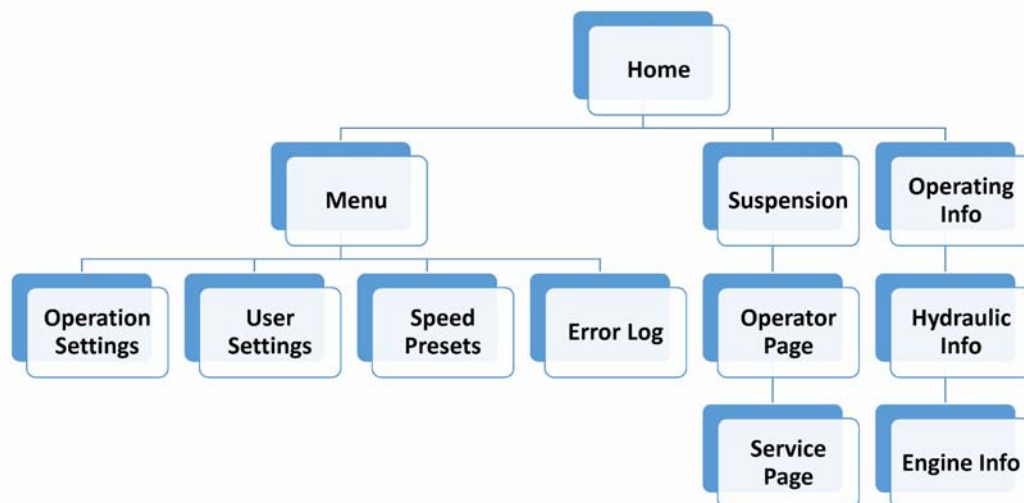 Home
Menu
Suspension
Operating
Info
Operation
Settings
User
Settings
Speed
Presets
Error Log
Operator
Page
Hydraulic
Info
Service
Page
Engine Info